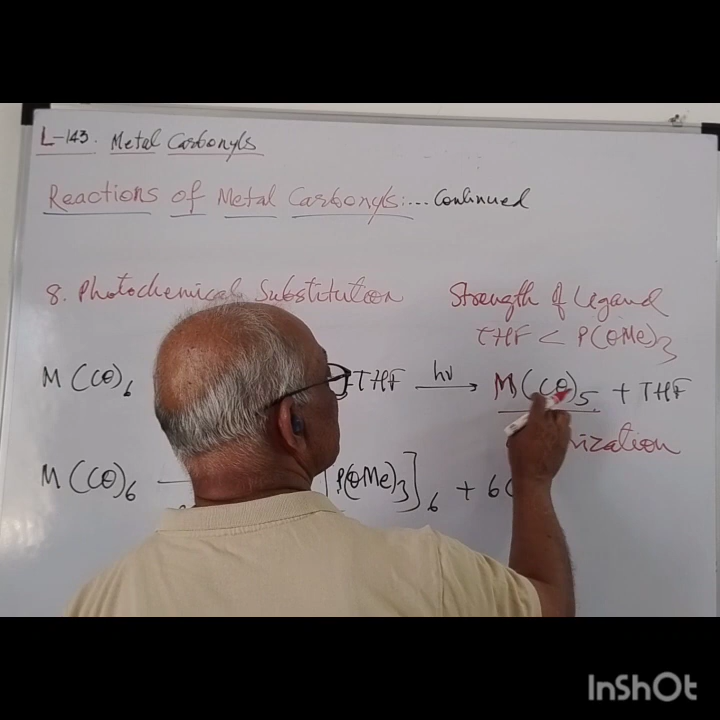 L-143. Metal Carbonyls
Reactions of Metal Carbonyls:... Continued
8. Photochemical Substitution
Strength of Ligand
THF < P(OMe)3
M(CO)6 THF hν → M(CO)5 + THF
M(CO)6 P(OMe)3]6 + 6
InShOt